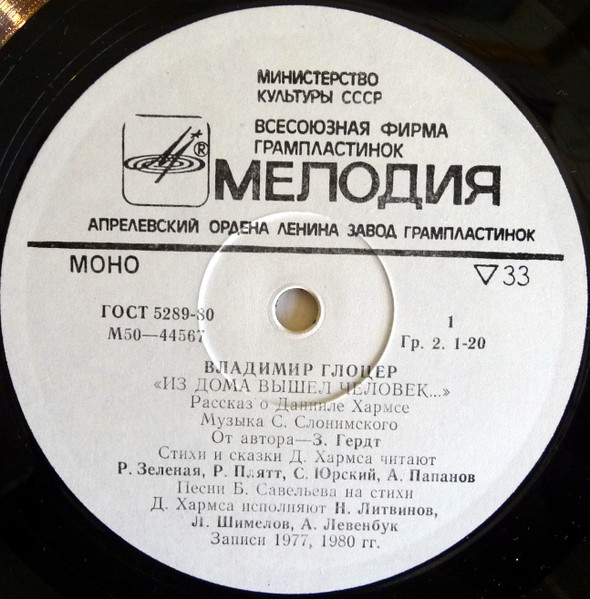 МИНИСТЕРСТВО
КУЛЬТУРЫ СССР
®
ВСЕСОЮЗНАЯ ФИРМА
ГРАМПЛАСТИНОК
МЕЛОДИЯ
АПРЕЛЕВСКИЙ ОРДЕНА ЛЕНИНА ЗАВОД ГРАМПЛАСТИНОК
МОНО
▽33
ГОСТ 5289-80
М50—44567
1
Гр. 2. 1-20
ВЛАДИМИР ГЛОЦЕР
«ИЗ ДОМА ВЫШЕЛ ЧЕЛОВЕК...»
Рассказ о Данииле Хармсе
Музыка С. Слонимского
От автора—З. Гердт
Стихи и сказки Д. Хармса читают
Р. Зеленая, Р. Плятт, С. Юрский, А. Папанов
Песни Б. Савельева на стихи
Д. Хармса исполняют Н. Литвинов,
Л. Шимелов, А. Левенбук
Записи 1977, 1980 гг.